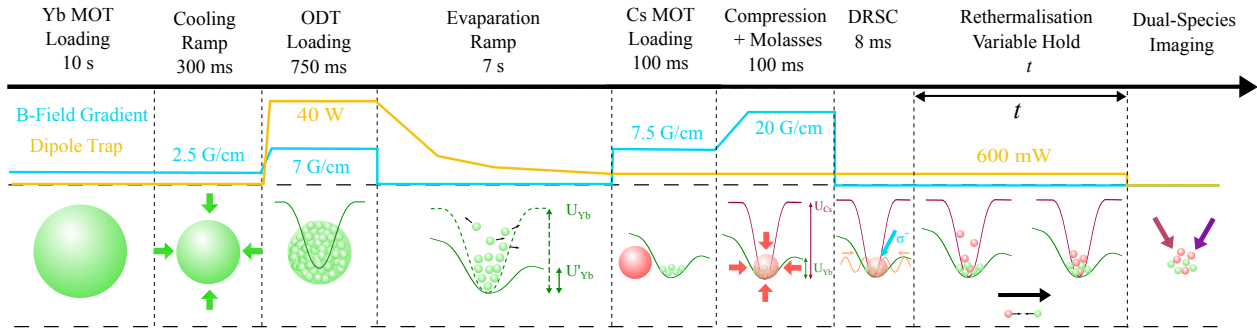 Yb MOT
Loading
10 s
Cooling
Ramp
300 ms
ODT
Loading
750 ms
Evaparation
Ramp
7 s
Cs MOT
Loading
100 ms
Compression
+ Molasses
100 ms
DRSC
8 ms
Rethermalisation
Variable Hold
t
Dual-Species
Imaging
B-Field Gradient
Dipole Trap
2.5 G/cm
40 W
7 G/cm
7.5 G/cm
20 G/cm
t
600 mW
U_Yb
U'_Yb
U_Cs
U_Yb
σ⁺